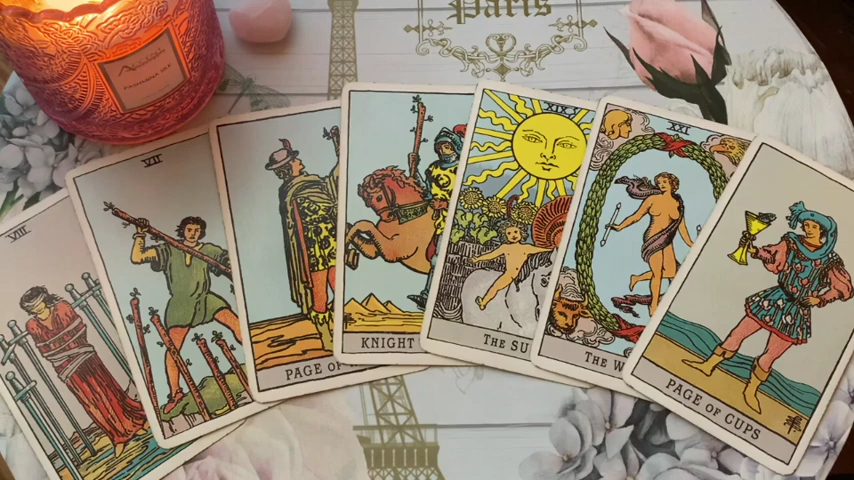 Paris
VIII
VII
PAGE OF
KNIGHT
XIX
THE SU
XXI
THE W
PAGE OF CUPS